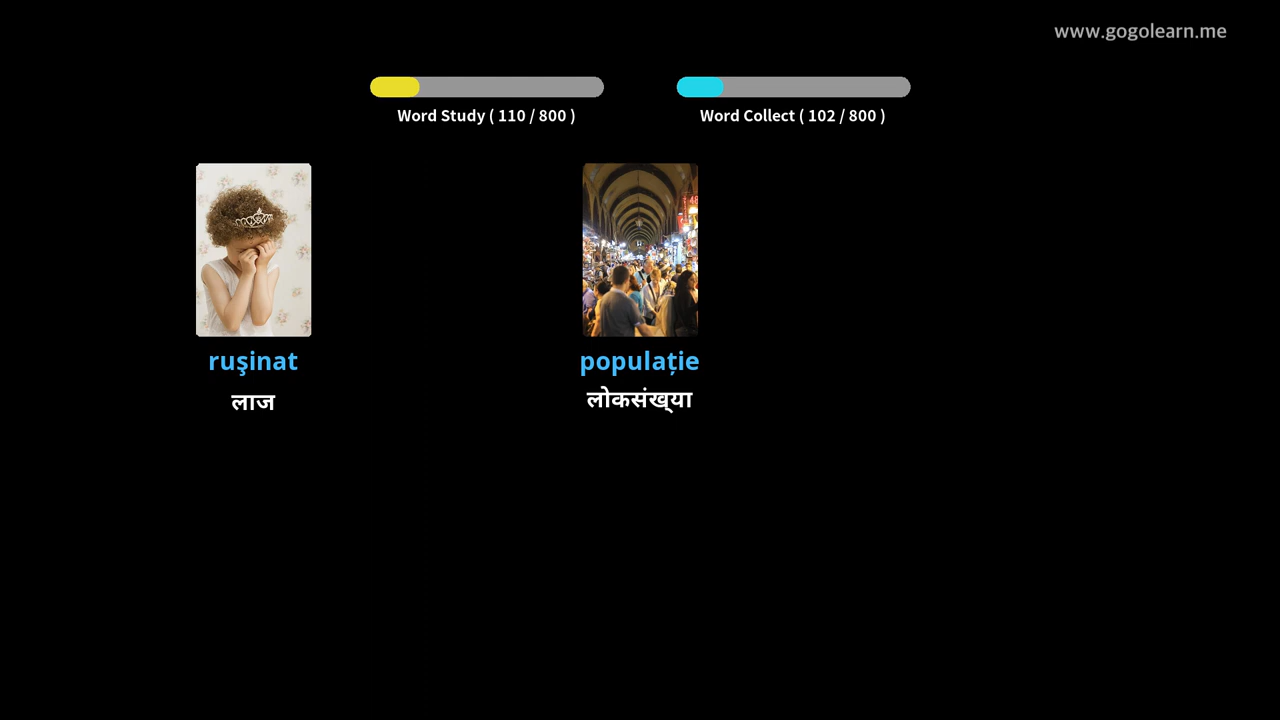 www.gogolearn.me
Word Study ( 110 / 800 )
Word Collect ( 102 / 800 )
ruşinat
populație
लाज
लोकसंख्या